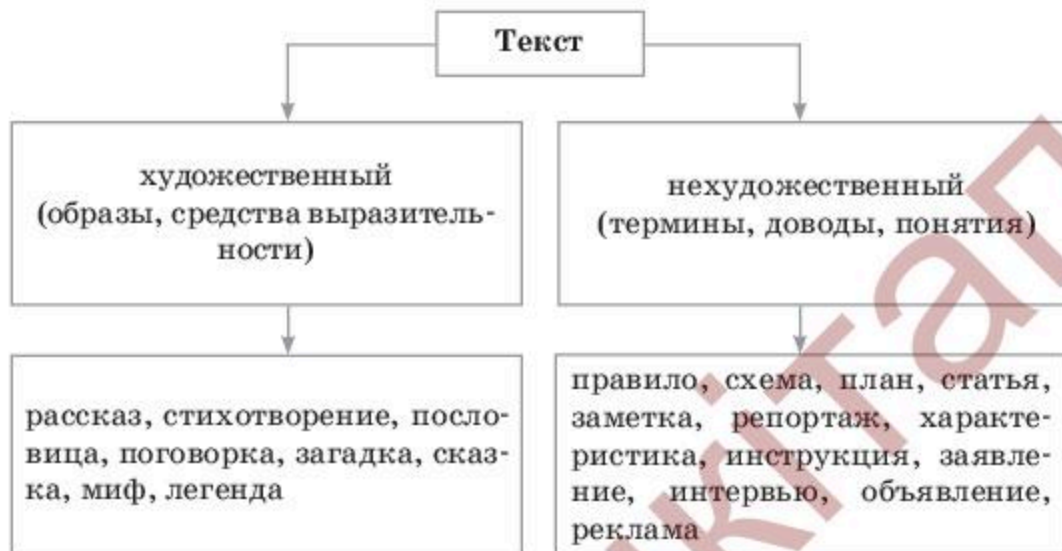 Текст
художественный
(образы, средства выразитель-
ности)
нехудожественный
(термины, доводы, понятия)
рассказ, стихотворение, посло-
вица, поговорка, загадка, сказ-
ка, миф, легенда
правило, схема, план, статья,
заметка, репортаж, характе-
ристика, инструкция, заявле-
ние, интервью, объявление,
реклама